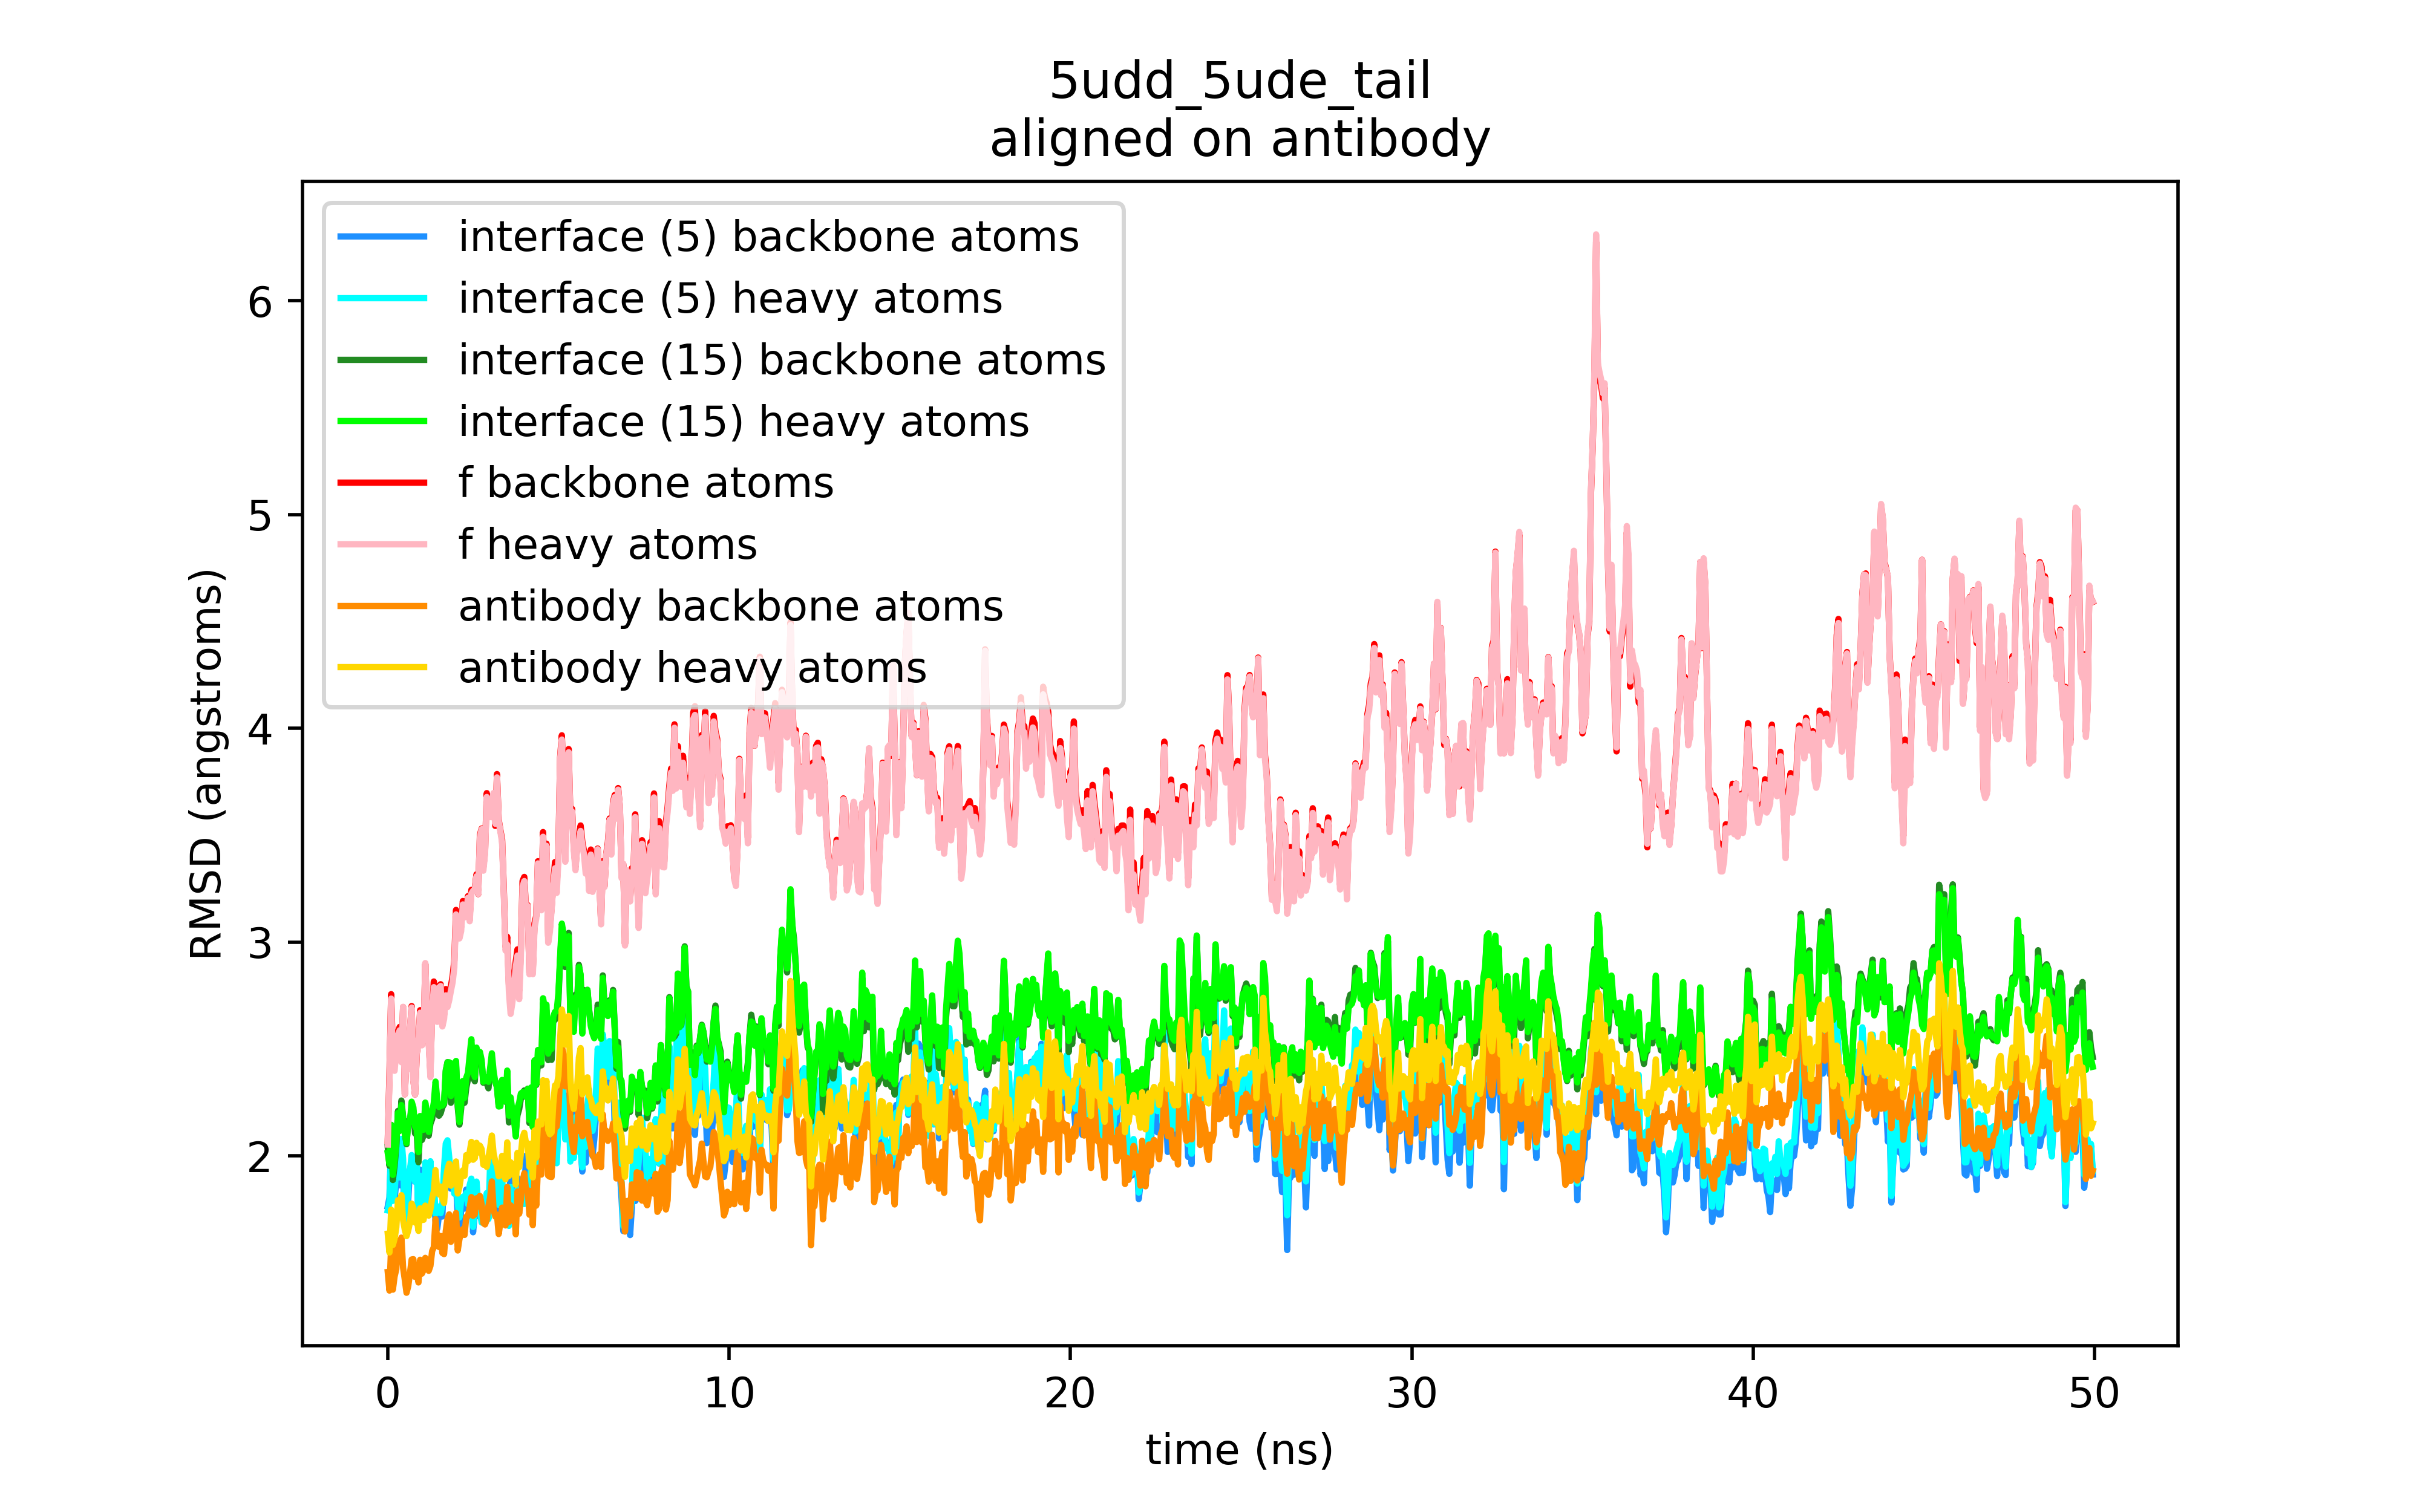 5udd_5ude_tail
aligned on antibody
interface (5) backbone atoms
interface (5) heavy atoms
interface (15) backbone atoms
interface (15) heavy atoms
f backbone atoms
f heavy atoms
antibody backbone atoms
antibody heavy atoms
RMSD (angstroms)
6
5
4
3
2
0 10 20 30 40 50
time (ns)